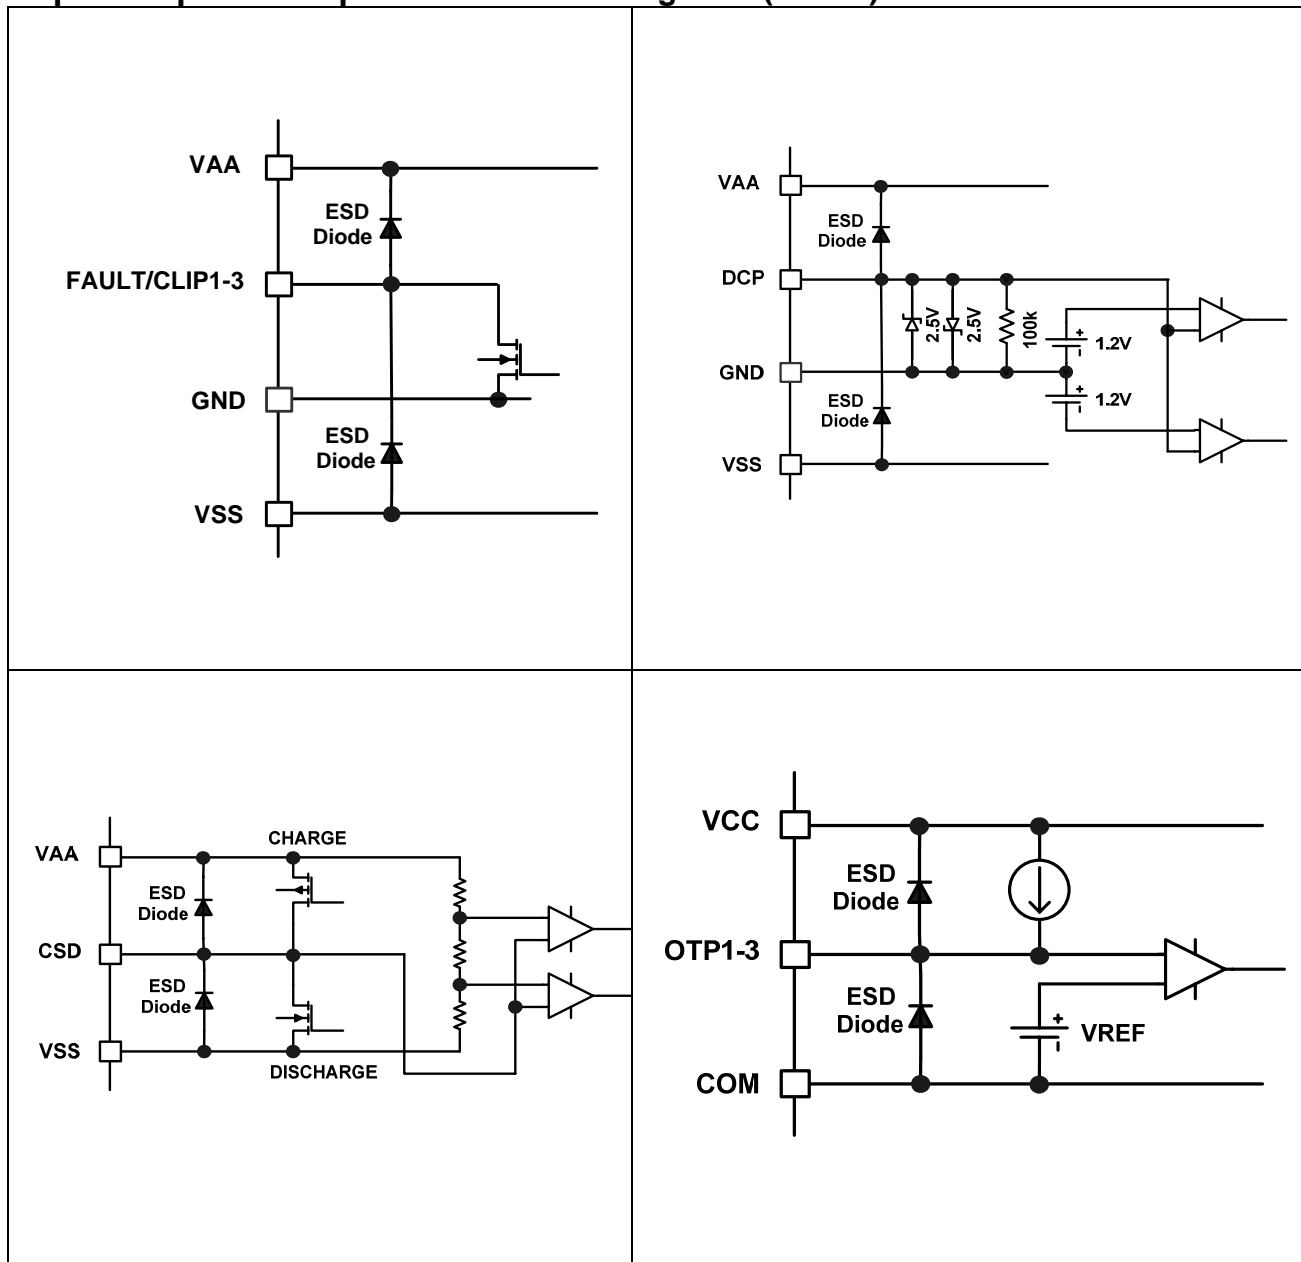 VAA
ESD
Diode
FAULT/CLIP1-3
GND
ESD
Diode
VSS
VAA
ESD
Diode
DCP
2.5V
2.5V
100k
+
1.2V
-
GND
ESD
Diode
+
1.2V
-
VSS
CHARGE
VAA
ESD
Diode
CSD
ESD
Diode
VSS
DISCHARGE
VCC
ESD
Diode
OTP1-3
ESD
Diode
+
VREF
-
COM